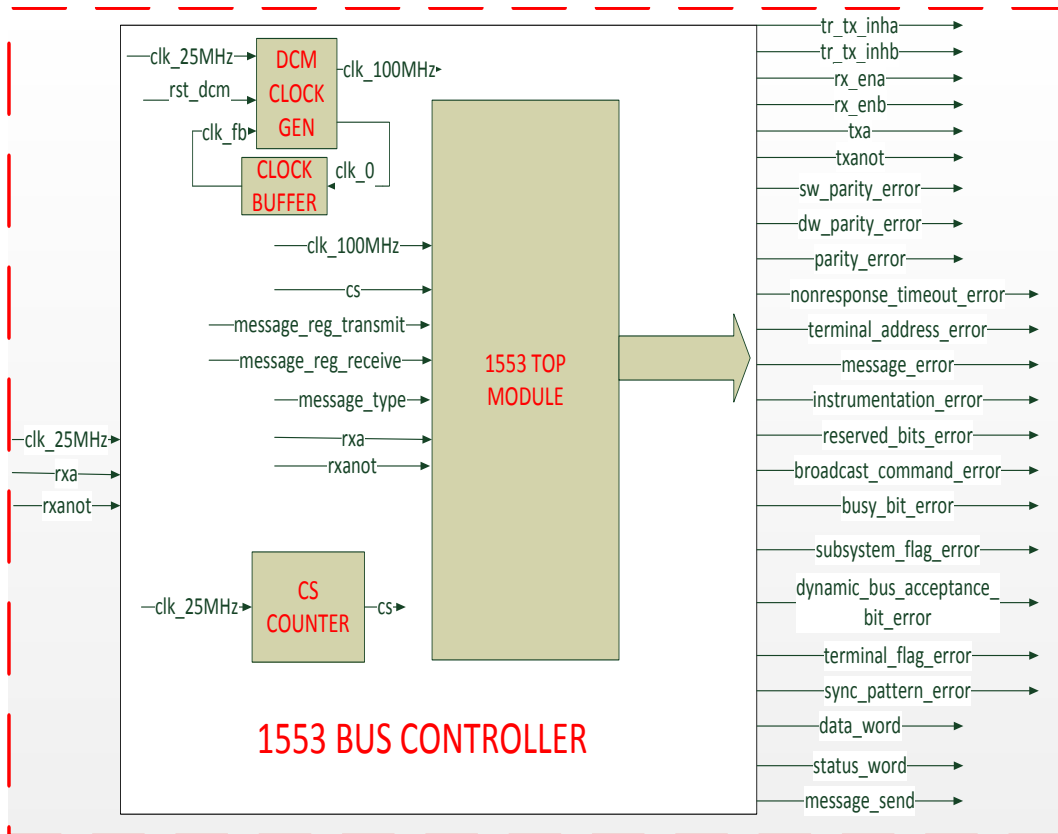 clk_25MHz
rst_dcm
clk_fb
DCM
CLOCK
GEN
clk_100MHz
CLOCK
BUFFER
clk_0
clk_100MHz
cs
message_reg_transmit
message_reg_receive
message_type
rxa
rxanot
1553 TOP
MODULE
clk_25MHz
rxa
rxanot
clk_25MHz
CS
COUNTER
cs
1553 BUS CONTROLLER
tr_tx_inha
tr_tx_inhb
rx_ena
rx_enb
txa
txanot
sw_parity_error
dw_parity_error
parity_error
nonresponse_timeout_error
terminal_address_error
message_error
instrumentation_error
reserved_bits_error
broadcast_command_error
busy_bit_error
subsystem_flag_error
dynamic_bus_acceptance_
bit_error
terminal_flag_error
sync_pattern_error
data_word
status_word
message_send